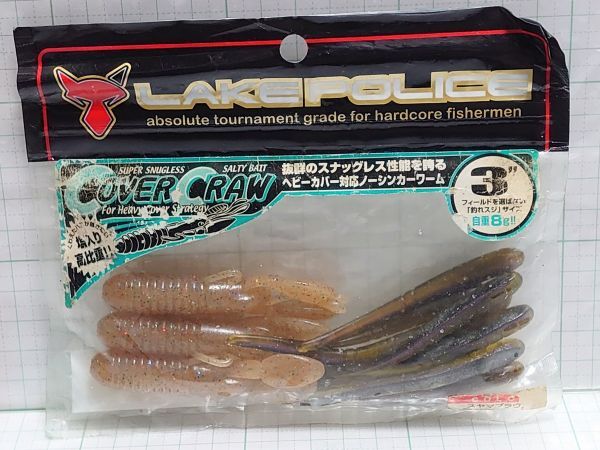 LAKE POLICE
absolute tournament grade for hardcore fishermen
SUPER SNUGLESS SALTY BAIT
COVER CRAW
For Heavy Cover Strategy
塩入り
高比重!!
抜群のスナッグレス性能を誇る
ヘビーカバー対応ノーシンカーワーム
3"
フィールドを選ばない
「釣れスジ」サイズ
自重8g!!